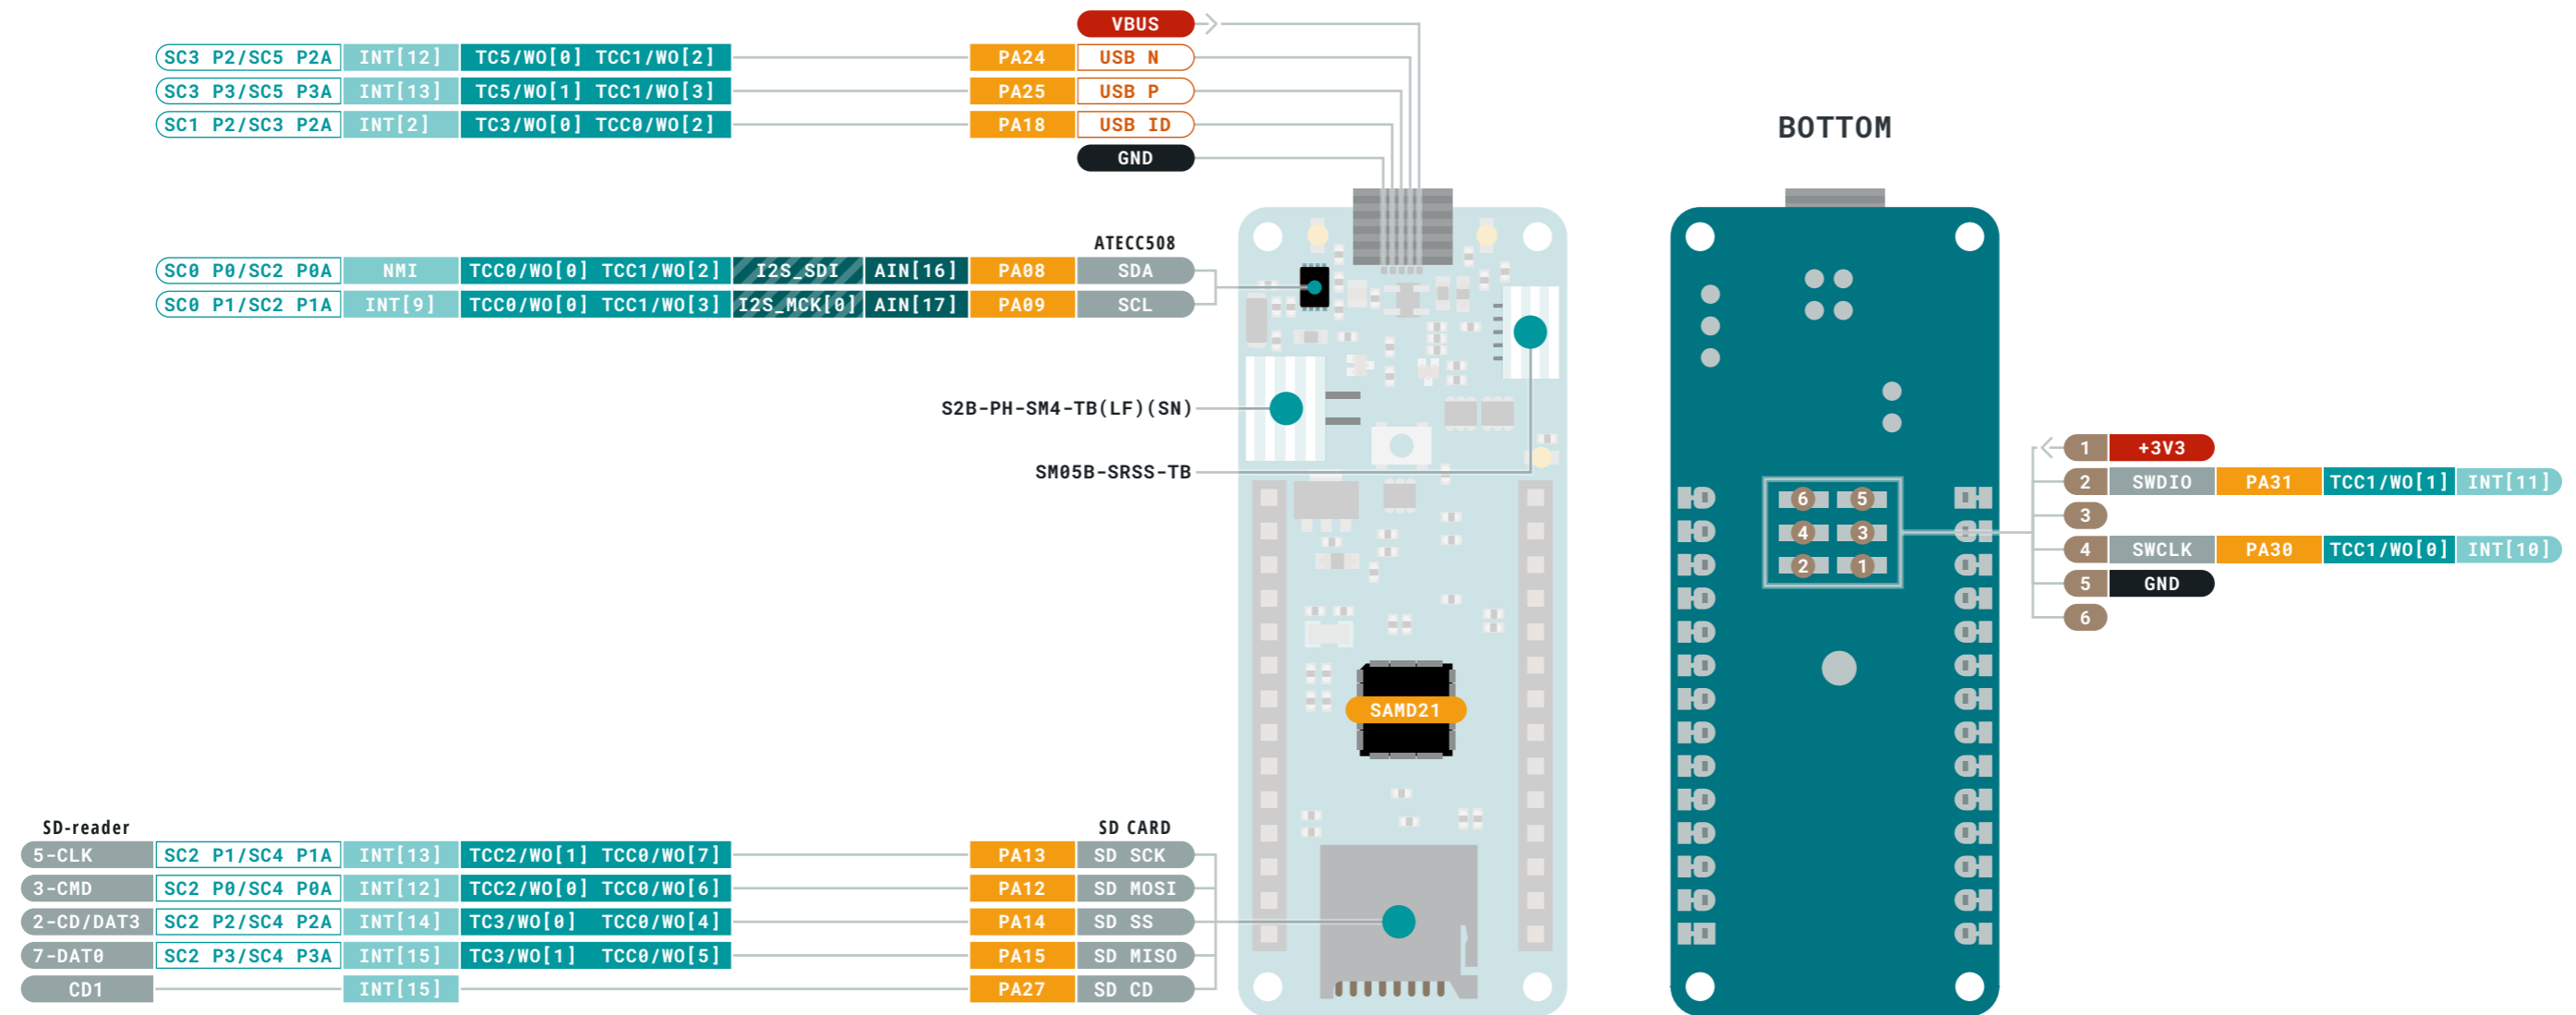 VBUS
SC3 P2/SC5 P2A INT[12] TC5/WO[0] TCC1/WO[2] PA24 USB N
SC3 P3/SC5 P3A INT[13] TC5/WO[1] TCC1/WO[3] PA25 USB P
SC1 P2/SC3 P2A INT[2] TC3/WO[0] TCC0/WO[2] PA18 USB ID
GND
BOTTOM
ATECC508
SC0 P0/SC2 P0A NMI TCC0/WO[0] TCC1/WO[2] I2S_SDI AIN[16] PA08 SDA
SC0 P1/SC2 P1A INT[9] TCC0/WO[0] TCC1/WO[3] I2S_MCK[0] AIN[17] PA09 SCL
S2B-PH-SM4-TB(LF)(SN)
SM05B-SRSS-TB
1 +3V3
2 SWDIO PA31 TCC1/WO[1] INT[11]
3
4 SWCLK PA30 TCC1/WO[0] INT[10]
5 GND
6
6 5
4 3
2 1
SAMD21
SD-reader SD CARD
5-CLK SC2 P1/SC4 P1A INT[13] TCC2/WO[1] TCC0/WO[7] PA13 SD SCK
3-CMD SC2 P0/SC4 P0A INT[12] TCC2/WO[0] TCC0/WO[6] PA12 SD MOSI
2-CD/DAT3 SC2 P2/SC4 P2A INT[14] TC3/WO[0] TCC0/WO[4] PA14 SD SS
7-DAT0 SC2 P3/SC4 P3A INT[15] TC3/WO[1] TCC0/WO[5] PA15 SD MISO
CD1 INT[15] PA27 SD CD